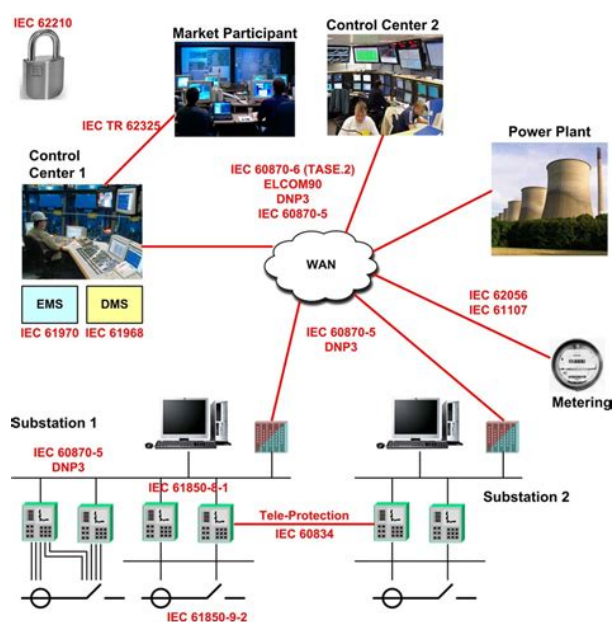 IEC 62210
Market Participant
Control Center 2
IEC TR 62325
Power Plant
Control
Center 1
IEC 60870-6 (TASE.2)
ELCOM90
DNP3
IEC 60870-5
WAN
EMS
DMS
IEC 61970
IEC 61968
IEC 62056
IEC 61107
IEC 60870-5
DNP3
Metering
Substation 1
IEC 60870-5
DNP3
IEC 61850-8-1
Substation 2
Tele-Protection
IEC 60834
IEC 61850-9-2